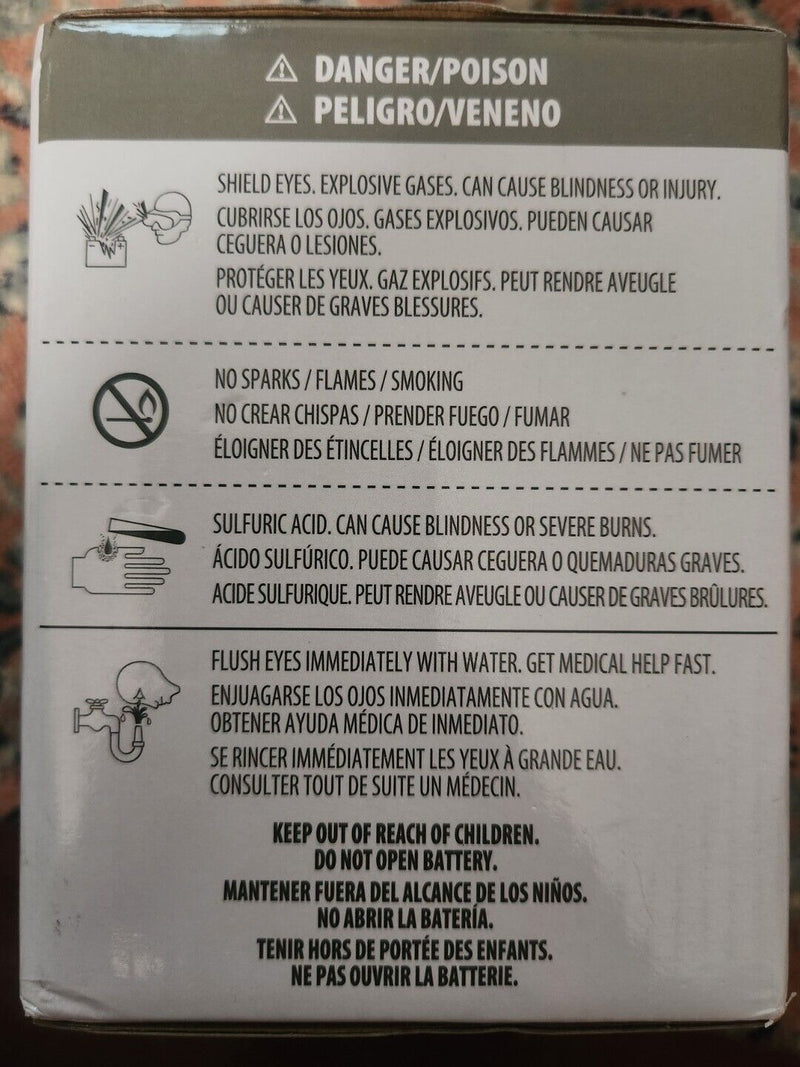 DANGER/POISON
PELIGRO/VENENO
SHIELD EYES. EXPLOSIVE GASES. CAN CAUSE BLINDNESS OR INJURY.
CUBRIRSE LOS OJOS. GASES EXPLOSIVOS. PUEDEN CAUSAR
CEGUERA O LESIONES.
PROTÉGER LES YEUX. GAZ EXPLOSIFS. PEUT RENDRE AVEUGLE
OU CAUSER DE GRAVES BLESSURES.
NO SPARKS / FLAMES / SMOKING
NO CREAR CHISPAS / PRENDER FUEGO / FUMAR
ÉLOIGNER DES ÉTINCELLES / ÉLOIGNER DES FLAMMES / NE PAS FUMER
SULFURIC ACID. CAN CAUSE BLINDNESS OR SEVERE BURNS.
ÁCIDO SULFÚRICO. PUEDE CAUSAR CEGUERA O QUEMADURAS GRAVES.
ACIDE SULFURIQUE. PEUT RENDRE AVEUGLE OU CAUSER DE GRAVES BRÛLURES.
FLUSH EYES IMMEDIATELY WITH WATER. GET MEDICAL HELP FAST.
ENJUAGARSE LOS OJOS INMEDIATAMENTE CON AGUA.
OBTENER AYUDA MÉDICA DE INMEDIATO.
SE RINCER IMMÉDIATEMENT LES YEUX À GRANDE EAU.
CONSULTER TOUT DE SUITE UN MÉDECIN.
KEEP OUT OF REACH OF CHILDREN.
DO NOT OPEN BATTERY.
MANTENER FUERA DEL ALCANCE DE LOS NIÑOS.
NO ABRIR LA BATERÍA.
TENIR HORS DE PORTÉE DES ENFANTS.
NE PAS OUVRIR LA BATTERIE.